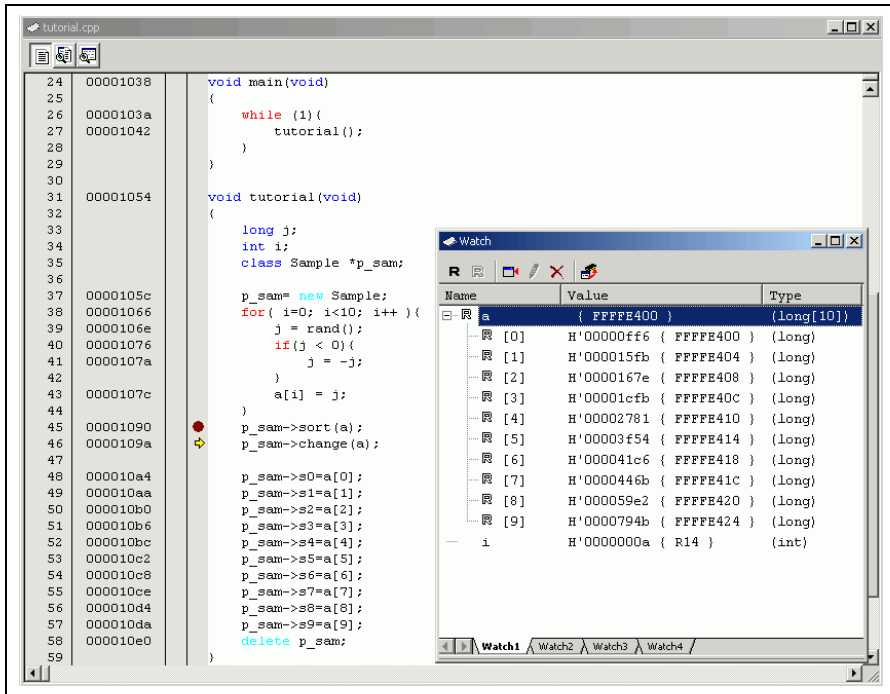 tutorial.cpp
24 00001038 void main(void)
25 {
26 0000103a while (1){
27 00001042 tutorial();
28 }
29 }
30
31 00001054 void tutorial(void)
32 {
33 long j;
34 int i;
35 class Sample *p_sam;
36
37 0000105c p_sam= new Sample;
38 00001066 for( i=0; i<10; i++ ){
39 0000106e j = rand();
40 00001076 if(j < 0){
41 0000107a j = -j;
42 }
43 0000107c a[i] = j;
44 }
45 00001090 p_sam->sort(a);
46 0000109a p_sam->change(a);
47
48 000010a4 p_sam->s0=a[0];
49 000010aa p_sam->s1=a[1];
50 000010b0 p_sam->s2=a[2];
51 000010b6 p_sam->s3=a[3];
52 000010bc p_sam->s4=a[4];
53 000010c2 p_sam->s5=a[5];
54 000010c8 p_sam->s6=a[6];
55 000010ce p_sam->s7=a[7];
56 000010d4 p_sam->s8=a[8];
57 000010da p_sam->s9=a[9];
58 000010e0 delete p_sam;
59 }
Watch
R R
Name Value Type
R a { FFFFE400 } (long[10])
R [0] H'00000ff6 { FFFFE400 } (long)
R [1] H'000015fb { FFFFE404 } (long)
R [2] H'0000167e { FFFFE408 } (long)
R [3] H'00001cfb { FFFFE40C } (long)
R [4] H'00002781 { FFFFE410 } (long)
R [5] H'00003f54 { FFFFE414 } (long)
R [6] H'000041c6 { FFFFE418 } (long)
R [7] H'0000446b { FFFFE41C } (long)
R [8] H'000059e2 { FFFFE420 } (long)
R [9] H'0000794b { FFFFE424 } (long)
i H'0000000a { R14 } (int)
Watch1 Watch2 Watch3 Watch4